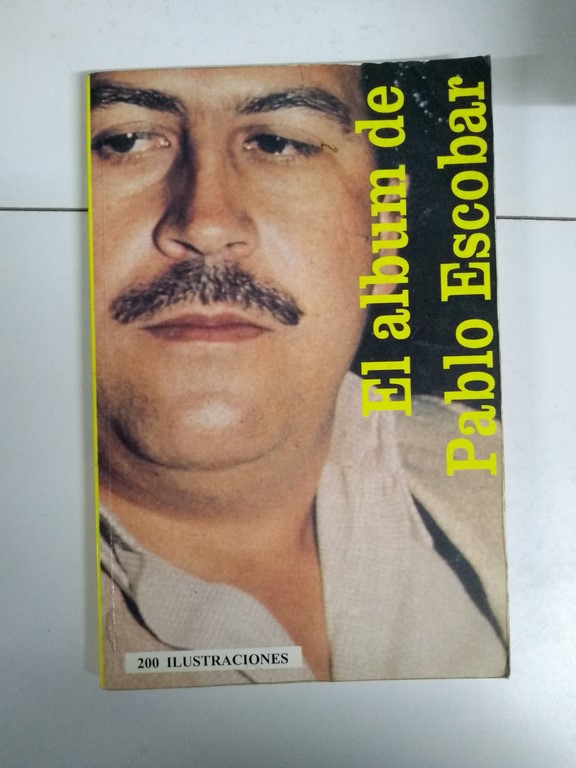 El album de
Pablo Escobar
200 ILUSTRACIONES